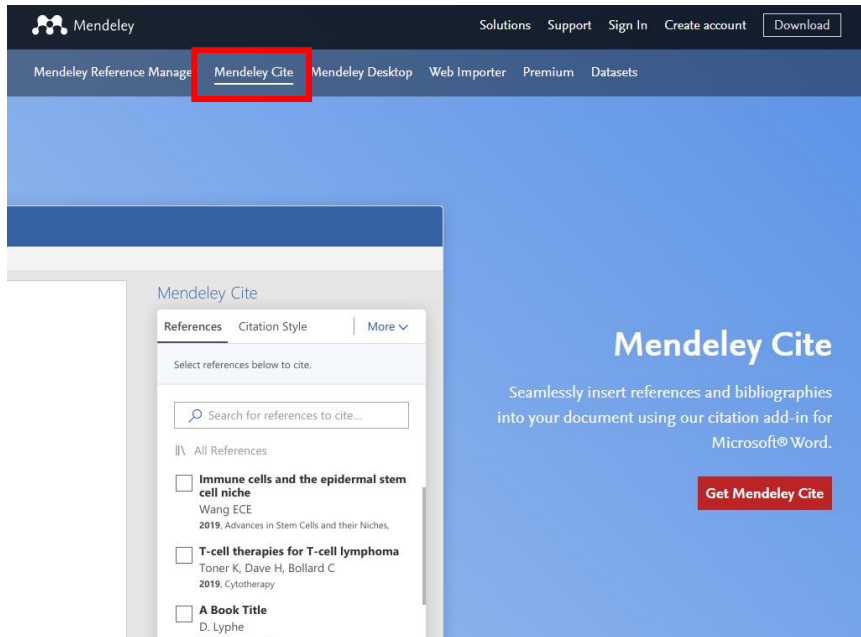 Mendeley
Solutions Support Sign In Create account Download
Mendeley Reference Manage Mendeley Cite Mendeley Desktop Web Importer Premium Datasets
Mendeley Cite
References Citation Style More
Select references below to cite.
Search for references to cite...
All References
Immune cells and the epidermal stem
cell niche
Wang ECE
2019, Advances in Stem Cells and their Niches,
T-cell therapies for T-cell lymphoma
Toner K, Dave H, Bollard C
2019, Cytotherapy
A Book Title
D. Lyphe
Mendeley Cite
Seamlessly insert references and bibliographies
into your document using our citation add-in for
Microsoft® Word.
Get Mendeley Cite